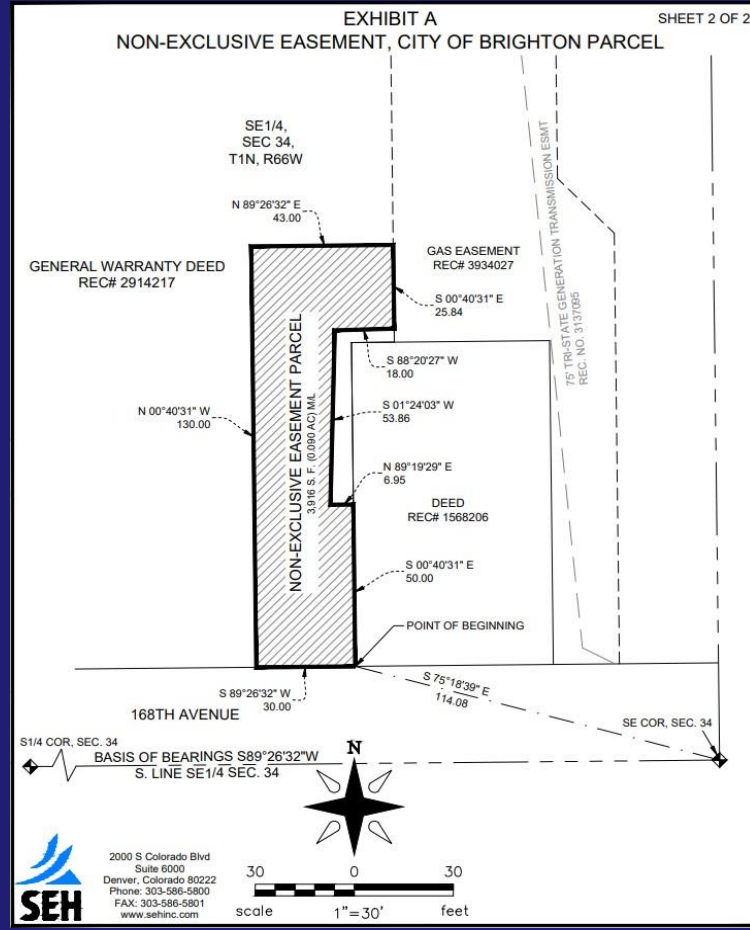 EXHIBIT A
SHEET 2 OF 2
NON-EXCLUSIVE EASEMENT, CITY OF BRIGHTON PARCEL
SE1/4,
SEC 34,
T1N, R66W
N 89°26'32" E
43.00
GENERAL WARRANTY DEED
REC# 2914217
GAS EASEMENT
REC# 3934027
S 00°40'31" E
25.84
75' TRI-STATE GENERATION TRANSMISSION ESMT
REC. NO. 3137095
S 88°20'27" W
18.00
N 00°40'31" W
130.00
NON-EXCLUSIVE EASEMENT PARCEL
3,916 S. F. (0.090 AC) M/L
S 01°24'03" W
53.86
N 89°19'29" E
6.95
DEED
REC# 1568206
S 00°40'31" E
50.00
POINT OF BEGINNING
S 89°26'32" W
30.00
S 75°18'39" E
114.08
168TH AVENUE
SE COR, SEC. 34
S1/4 COR, SEC. 34
BASIS OF BEARINGS S89°26'32"W
S. LINE SE1/4 SEC. 34
N
SEH
2000 S Colorado Blvd
Suite 6000
Denver, Colorado 80222
Phone: 303-586-5800
FAX: 303-586-5801
www.sehinc.com
30 0 30
scale 1"=30' feet